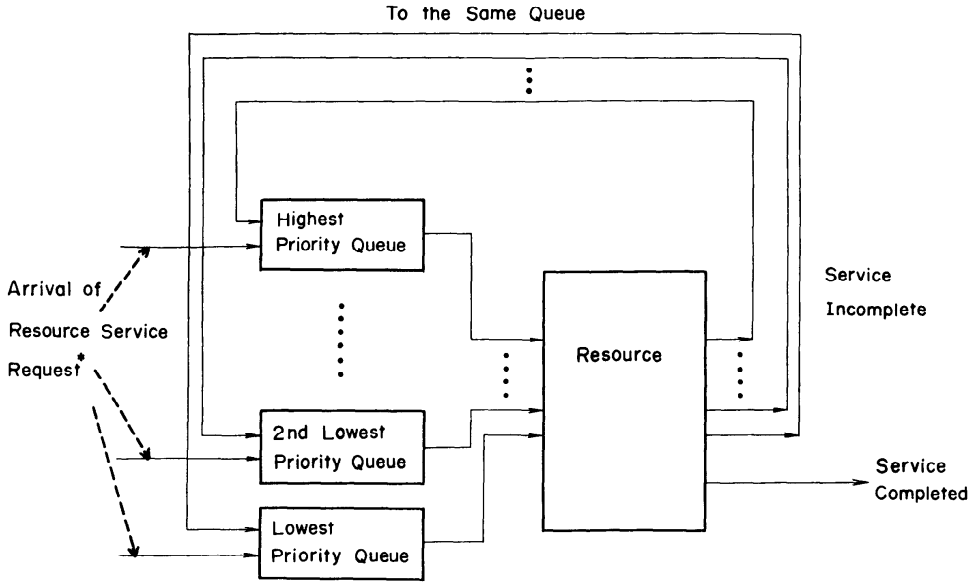 To the Same Queue
Highest
Priority Queue
Arrival of
Resource Service
Request*
Service
Incomplete
Resource
2nd Lowest
Priority Queue
Service
Completed
Lowest
Priority Queue